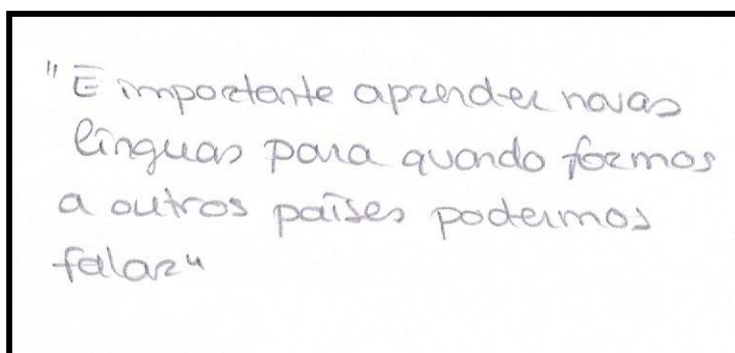 "É importante aprender novas
línguas para quando formos
a outros países podermos
falar"